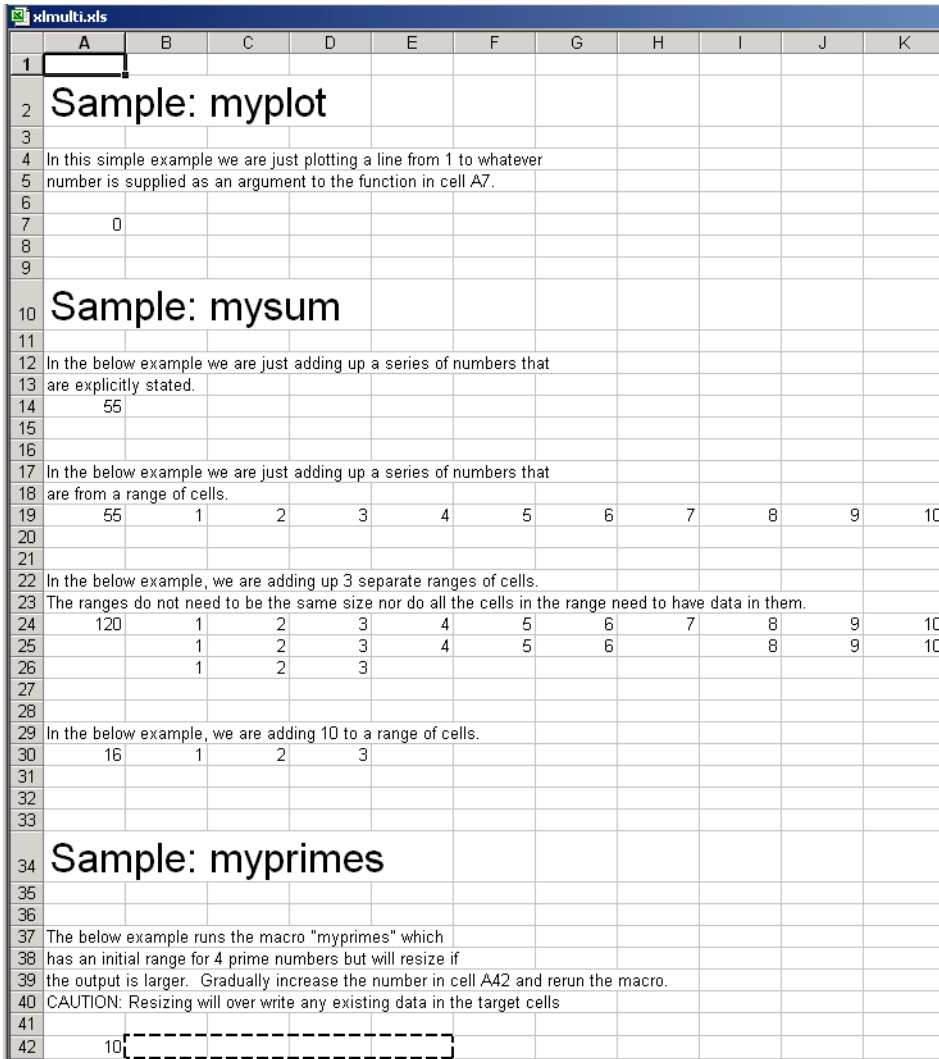 xlmulti.xls
A B C D E F G H I J K
1
2 Sample: myplot
3
4 In this simple example we are just plotting a line from 1 to whatever
5 number is supplied as an argument to the function in cell A7.
6
7 0
8
9
10 Sample: mysum
11
12 In the below example we are just adding up a series of numbers that
13 are explicitly stated.
14 55
15
16
17 In the below example we are just adding up a series of numbers that
18 are from a range of cells.
19 55 1 2 3 4 5 6 7 8 9 10
20
21
22 In the below example, we are adding up 3 separate ranges of cells.
23 The ranges do not need to be the same size nor do all the cells in the range need to have data in them.
24 120 1 2 3 4 5 6 7 8 9 10
25 1 2 3 4 5 6 8 9 10
26 1 2 3
27
28
29 In the below example, we are adding 10 to a range of cells.
30 16 1 2 3
31
32
33
34 Sample: myprimes
35
36
37 The below example runs the macro "myprimes" which
38 has an initial range for 4 prime numbers but will resize if
39 the output is larger. Gradually increase the number in cell A42 and rerun the macro.
40 CAUTION: Resizing will over write any existing data in the target cells
41
42 10